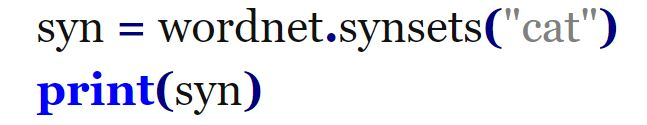 syn = wordnet.synsets("cat")
print(syn)